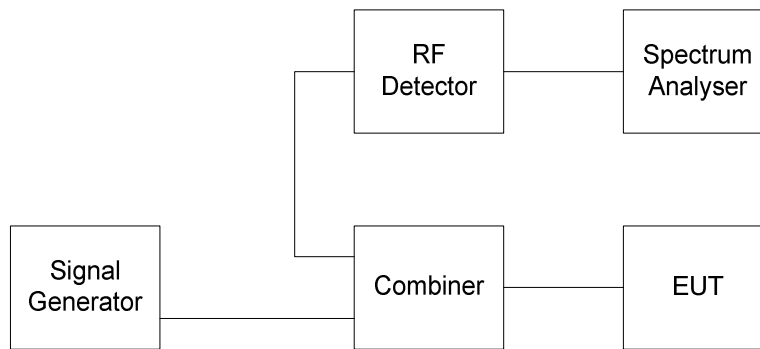 RF
Detector
Spectrum
Analyser
Signal
Generator
Combiner
EUT